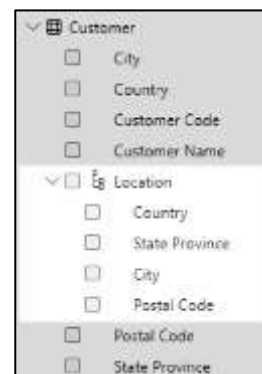 Customer
City
Country
Customer Code
Customer Name
Location
Country
State Province
City
Postal Code
Postal Code
State Province